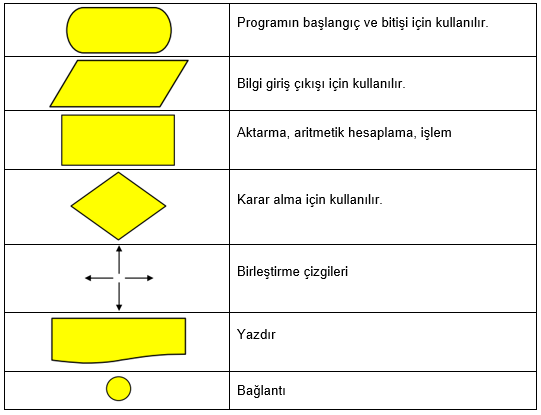 Programın başlangıç ve bitişi için kullanılır.
Bilgi giriş çıkışı için kullanılır.
Aktarma, aritmetik hesaplama, işlem
Karar alma için kullanılır.
Birleştirme çizgileri
Yazdır
Bağlantı